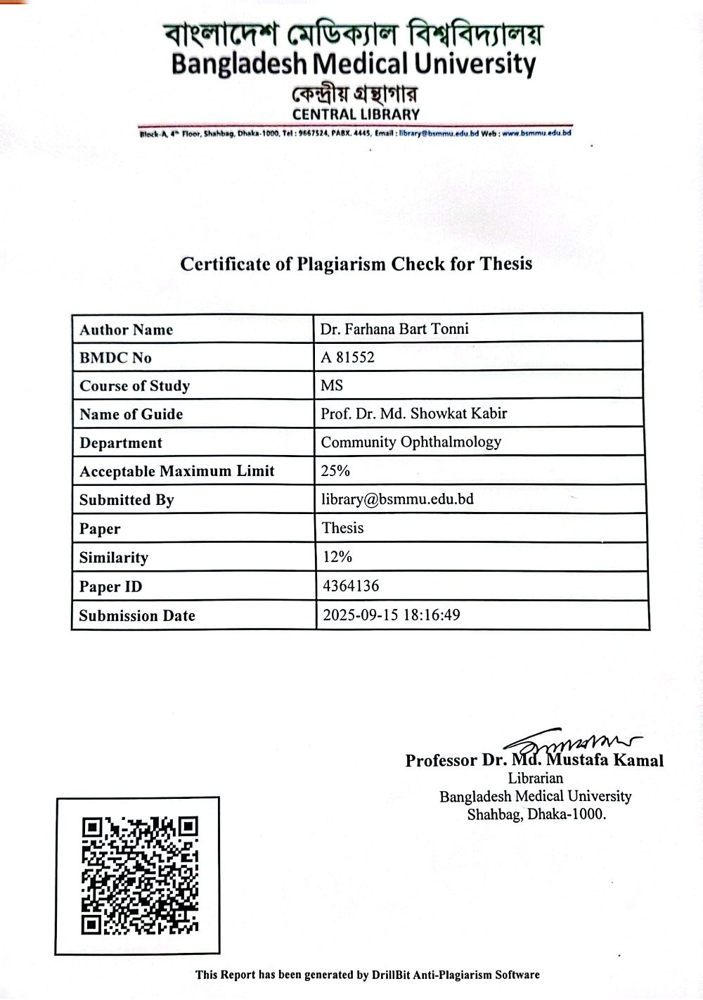 বাংলাদেশ মেডিক্যাল বিশ্ববিদ্যালয়
Bangladesh Medical University
কেন্দ্রীয় গ্রন্থাগার
CENTRAL LIBRARY
Block-A, 4th Floor, Shahbag, Dhaka-1000, Tel : 9667524, PABX. 4445, Email : library@bsmmu.edu.bd Web : www.bsmmu.edu.bd
Certificate of Plagiarism Check for Thesis
Author Name Dr. Farhana Bart Tonni
BMDC No A 81552
Course of Study MS
Name of Guide Prof. Dr. Md. Showkat Kabir
Department Community Ophthalmology
Acceptable Maximum Limit 25%
Submitted By library@bsmmu.edu.bd
Paper Thesis
Similarity 12%
Paper ID 4364136
Submission Date 2025-09-15 18:16:49
Professor Dr. Md. Mustafa Kamal
Librarian
Bangladesh Medical University
Shahbag, Dhaka-1000.
This Report has been generated by DrillBit Anti-Plagiarism Software